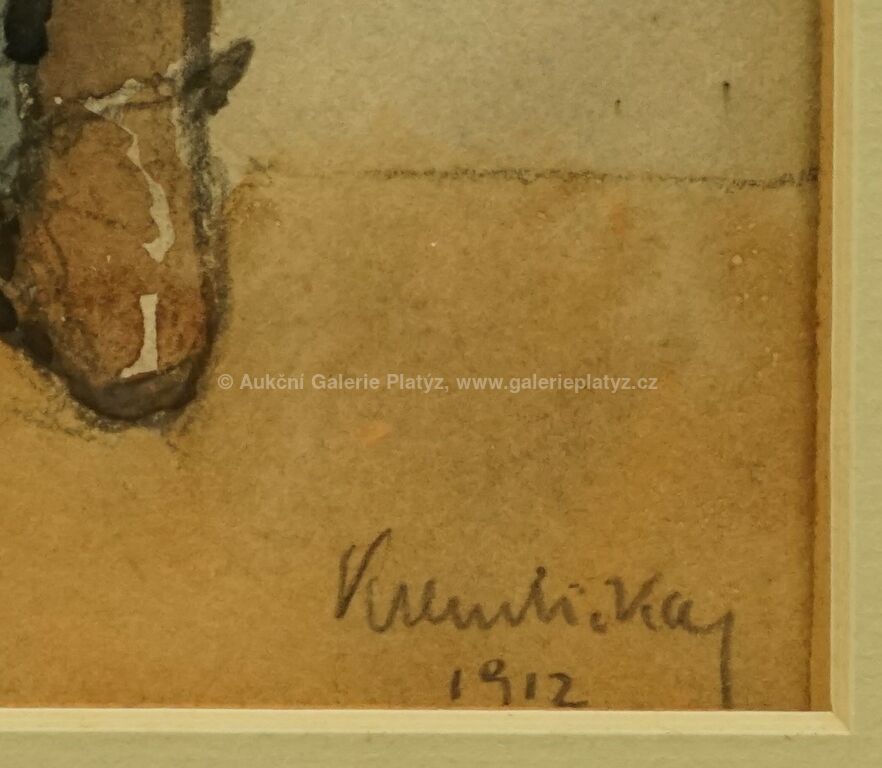 © Aukční Galerie Platýz, www.galerieplatyz.cz
Kremlička
1912